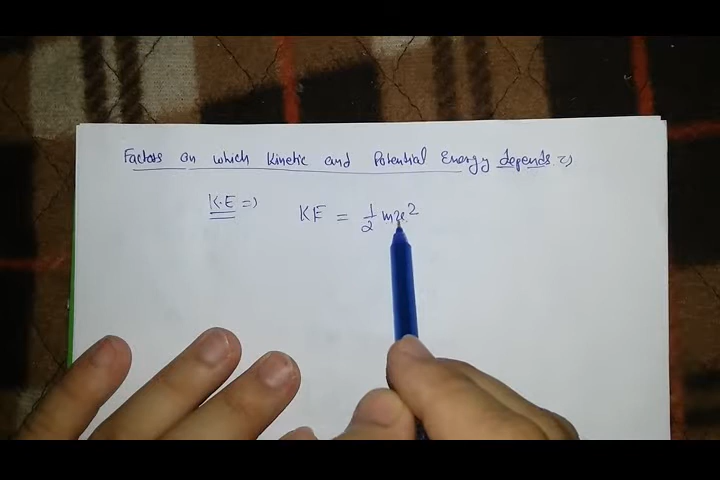 Factors on which Kinetic and Potential Energy depends
K.E => KE = 1/2 mv²